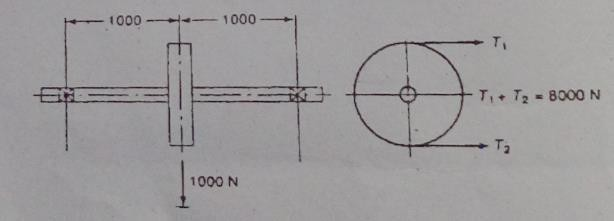 1000 1000
T₁
T₁ + T₂ = 8000 N
T₂
1000 N